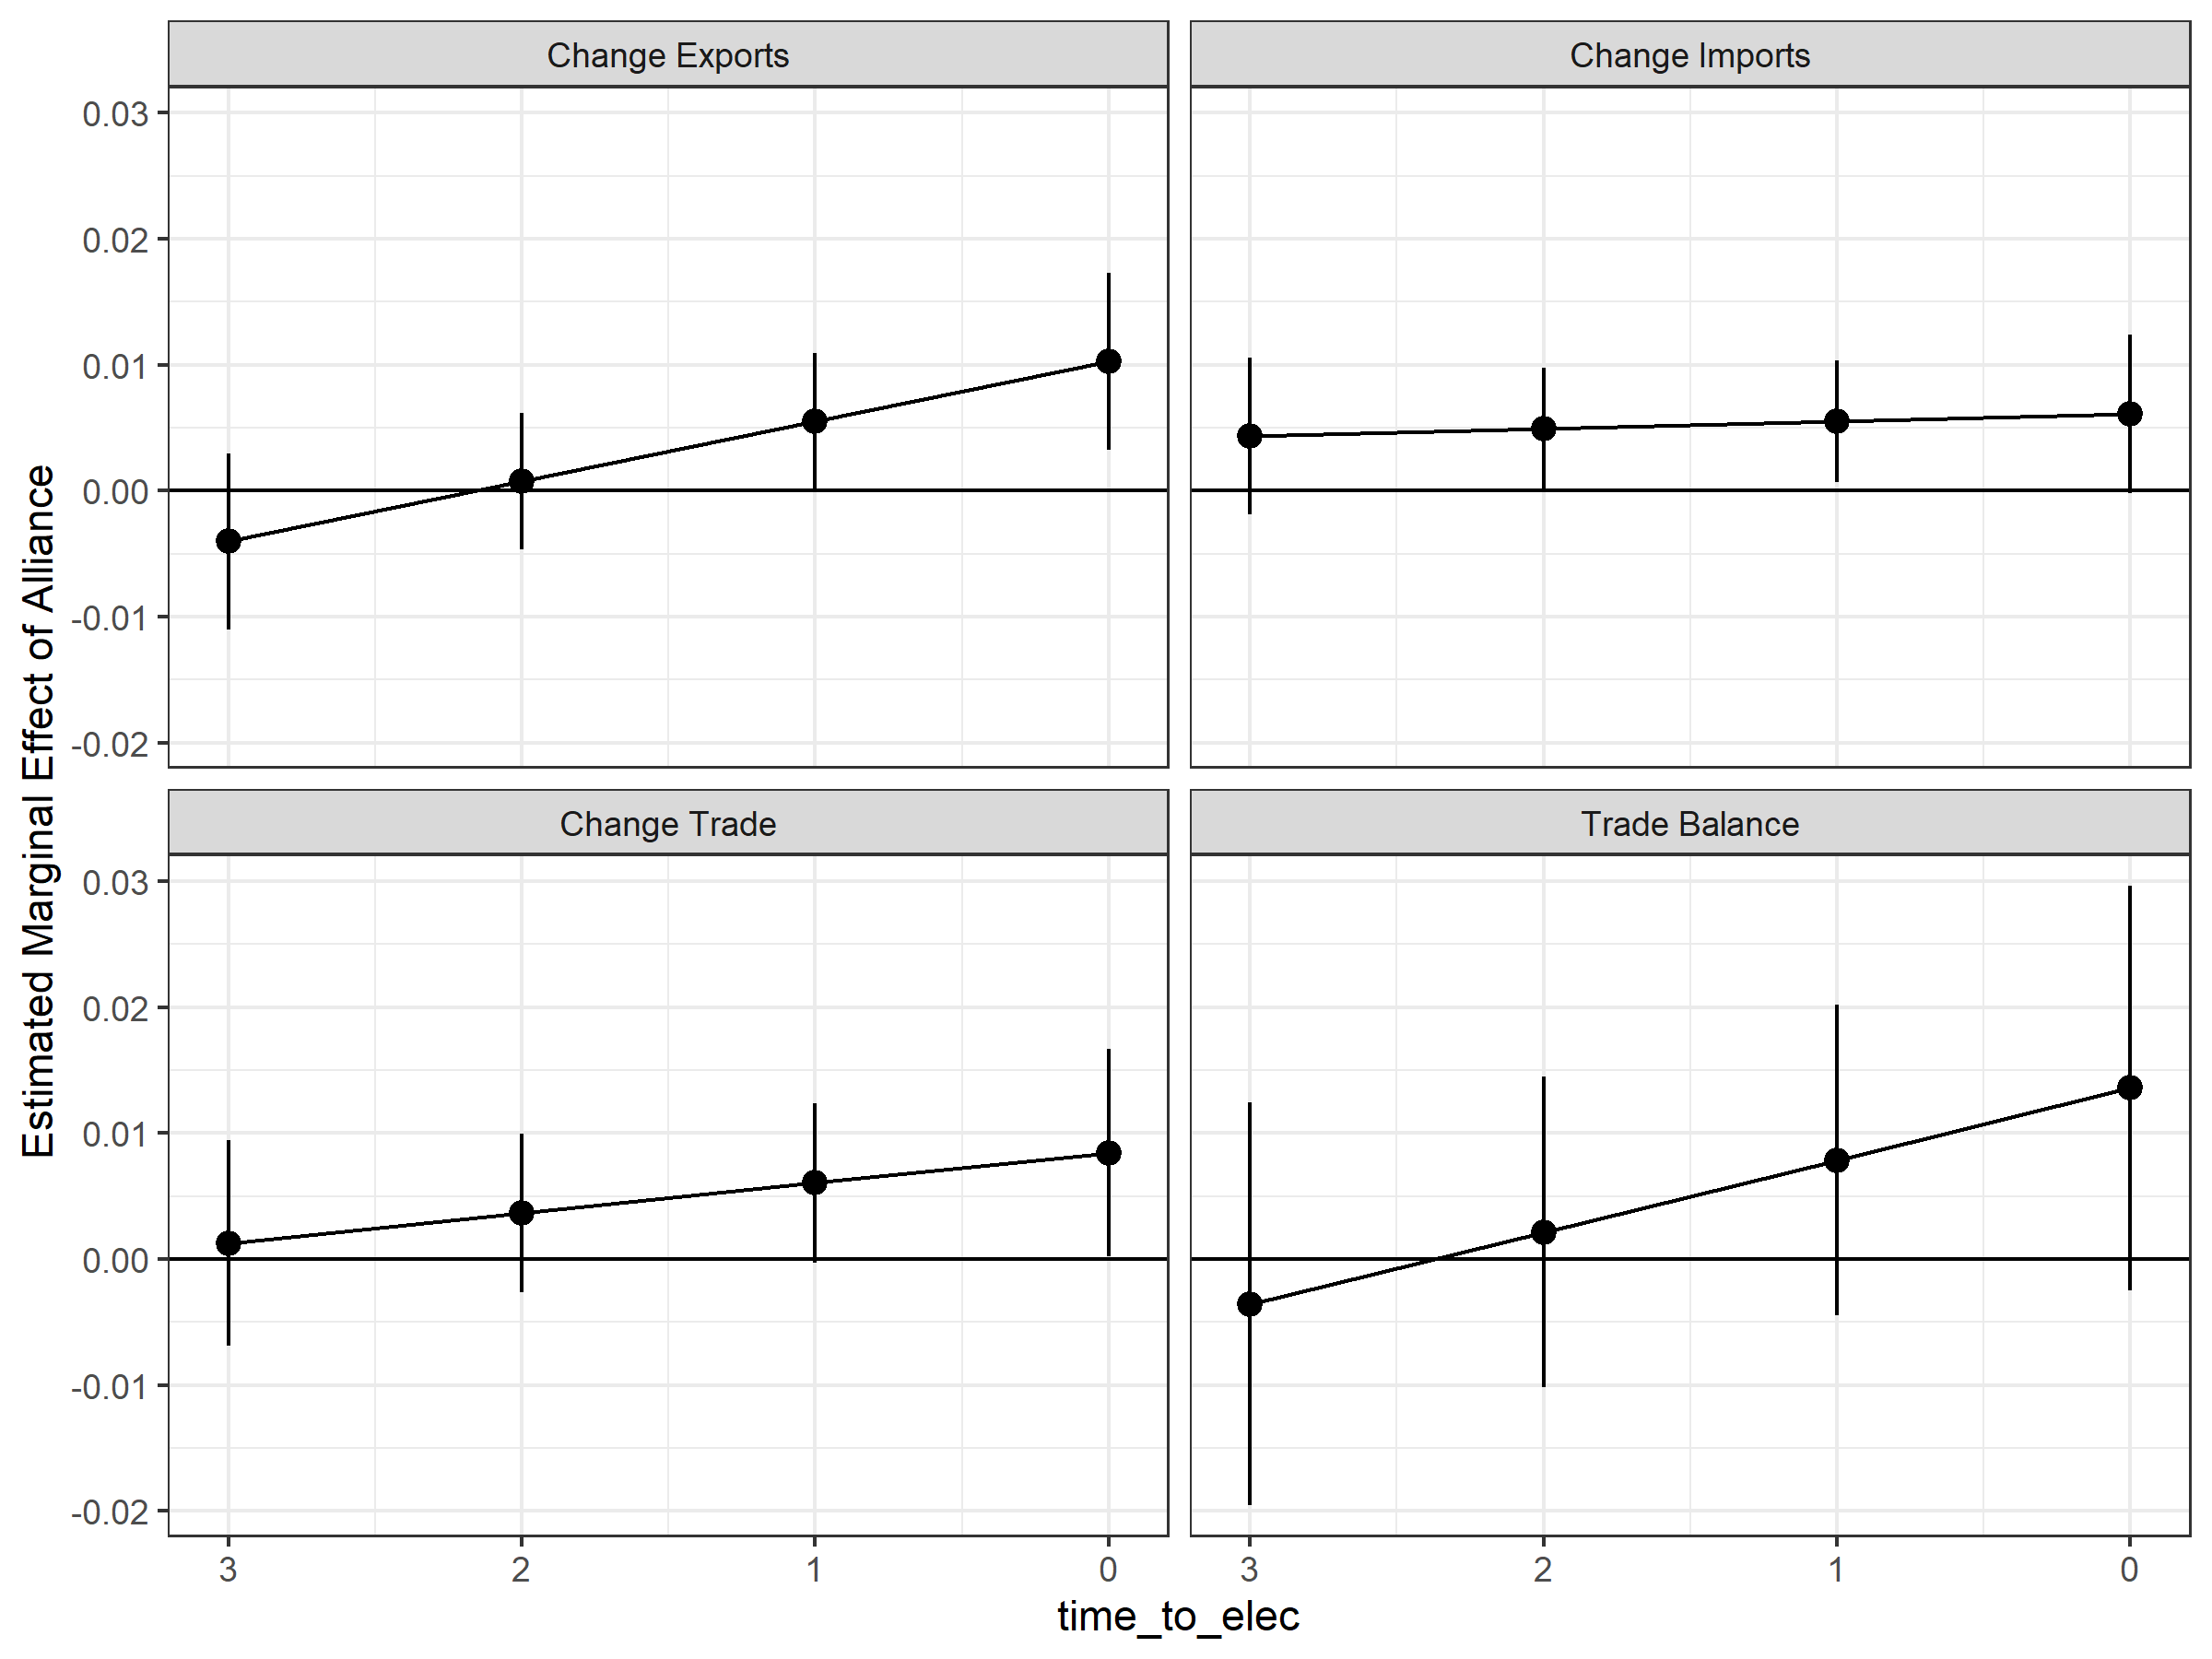 Change Exports
Change Imports
0.03
0.02
0.01
0.00
-0.01
-0.02
Change Trade
Trade Balance
0.03
0.02
0.01
0.00
-0.01
-0.02
Estimated Marginal Effect of Alliance
3 2 1 0
3 2 1 0
time_to_elec